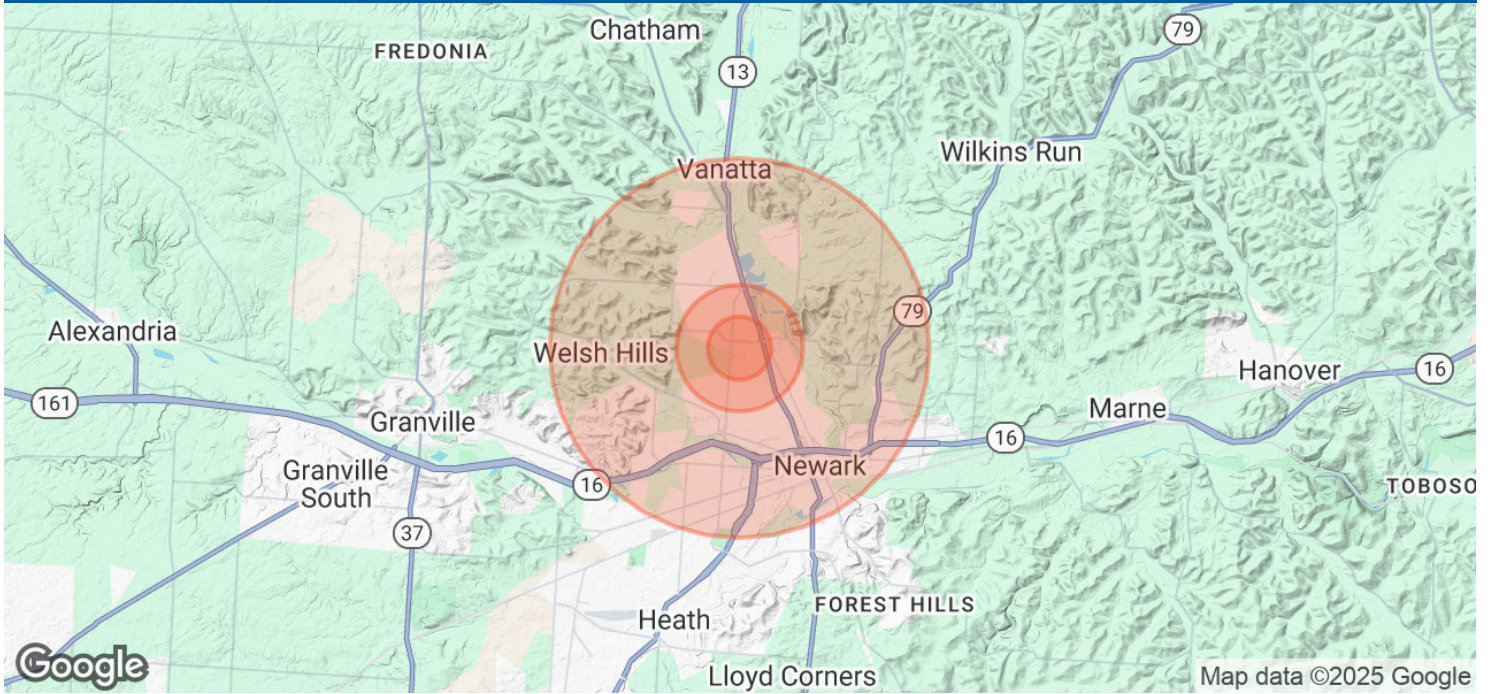 Chatham
79
FREDONIA
13
Wilkins Run
Vanatta
79
Alexandria
Welsh Hills
Hanover
16
161
Granville
Marne
16
Newark
Granville
South
16
TOBOSO
37
FOREST HILLS
Heath
Lloyd Corners
Google
Map data ©2025 Google